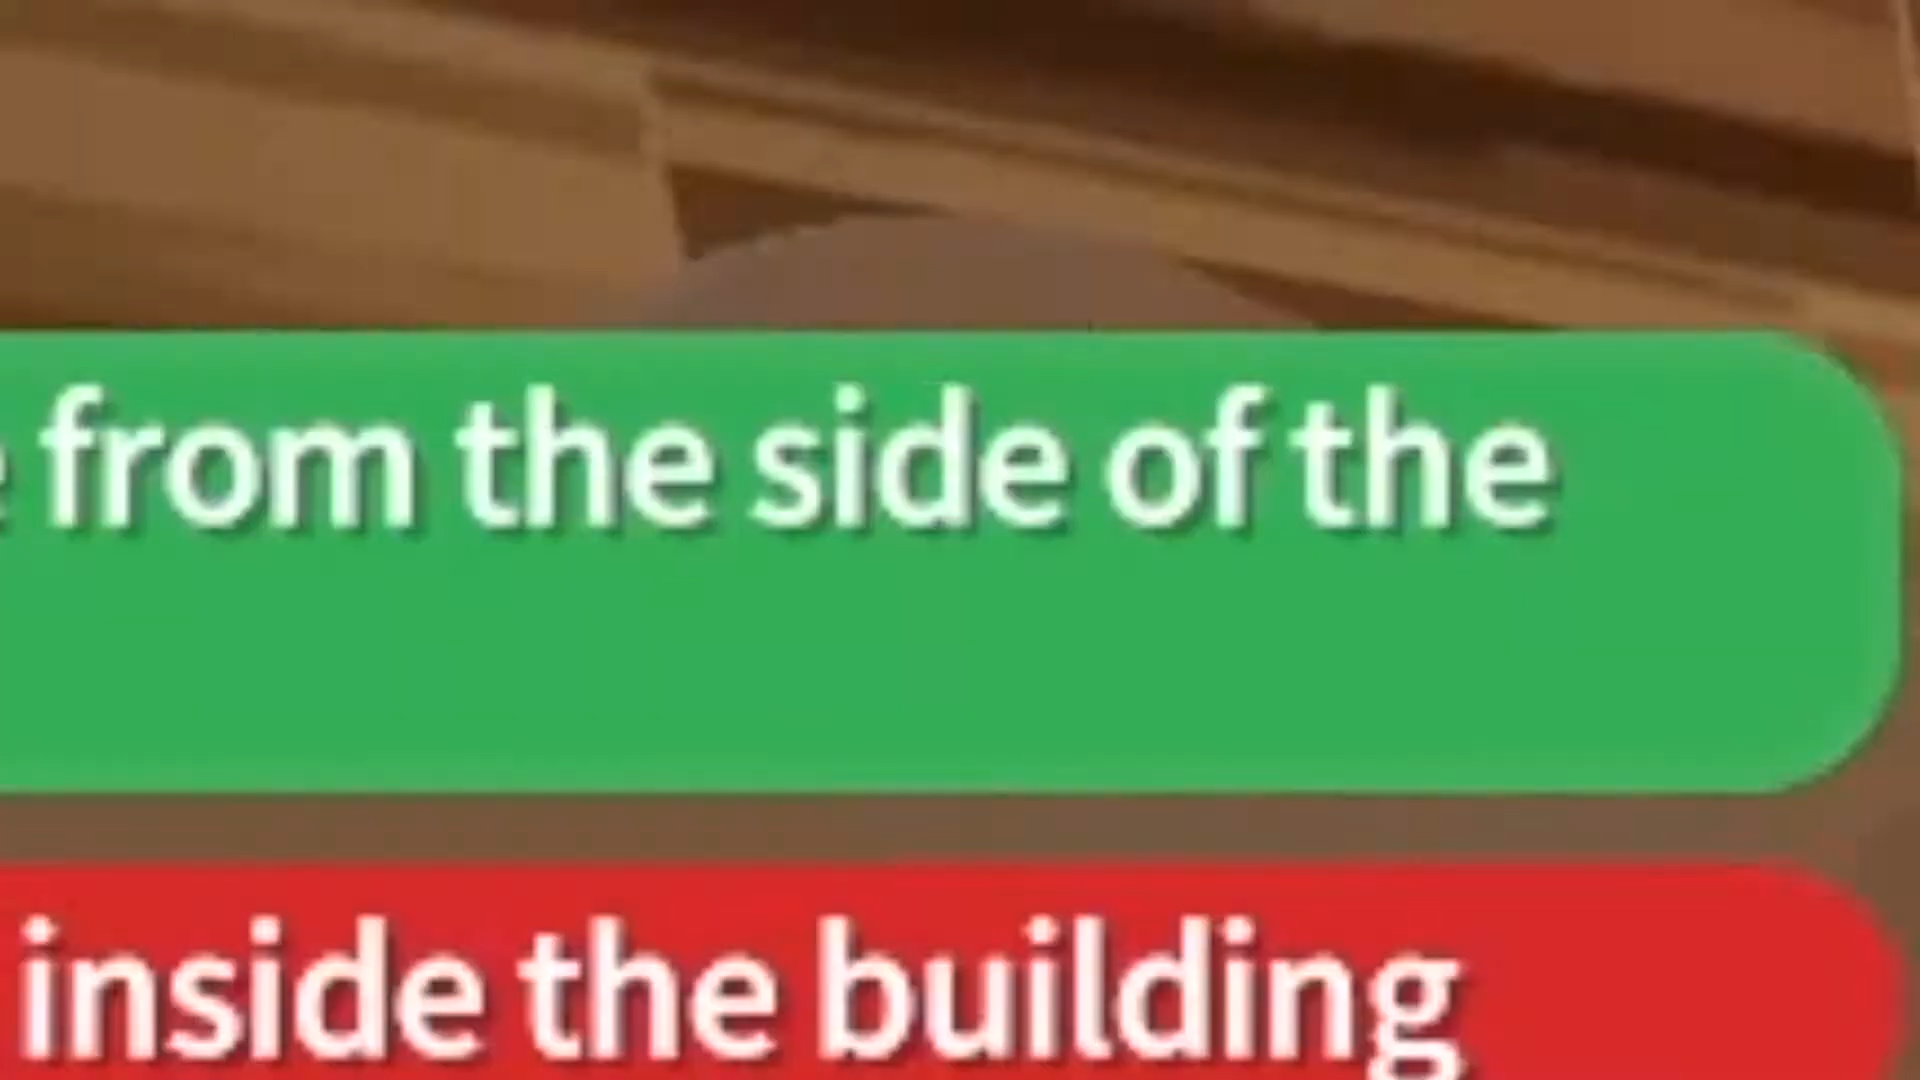 from the side of the
inside the building